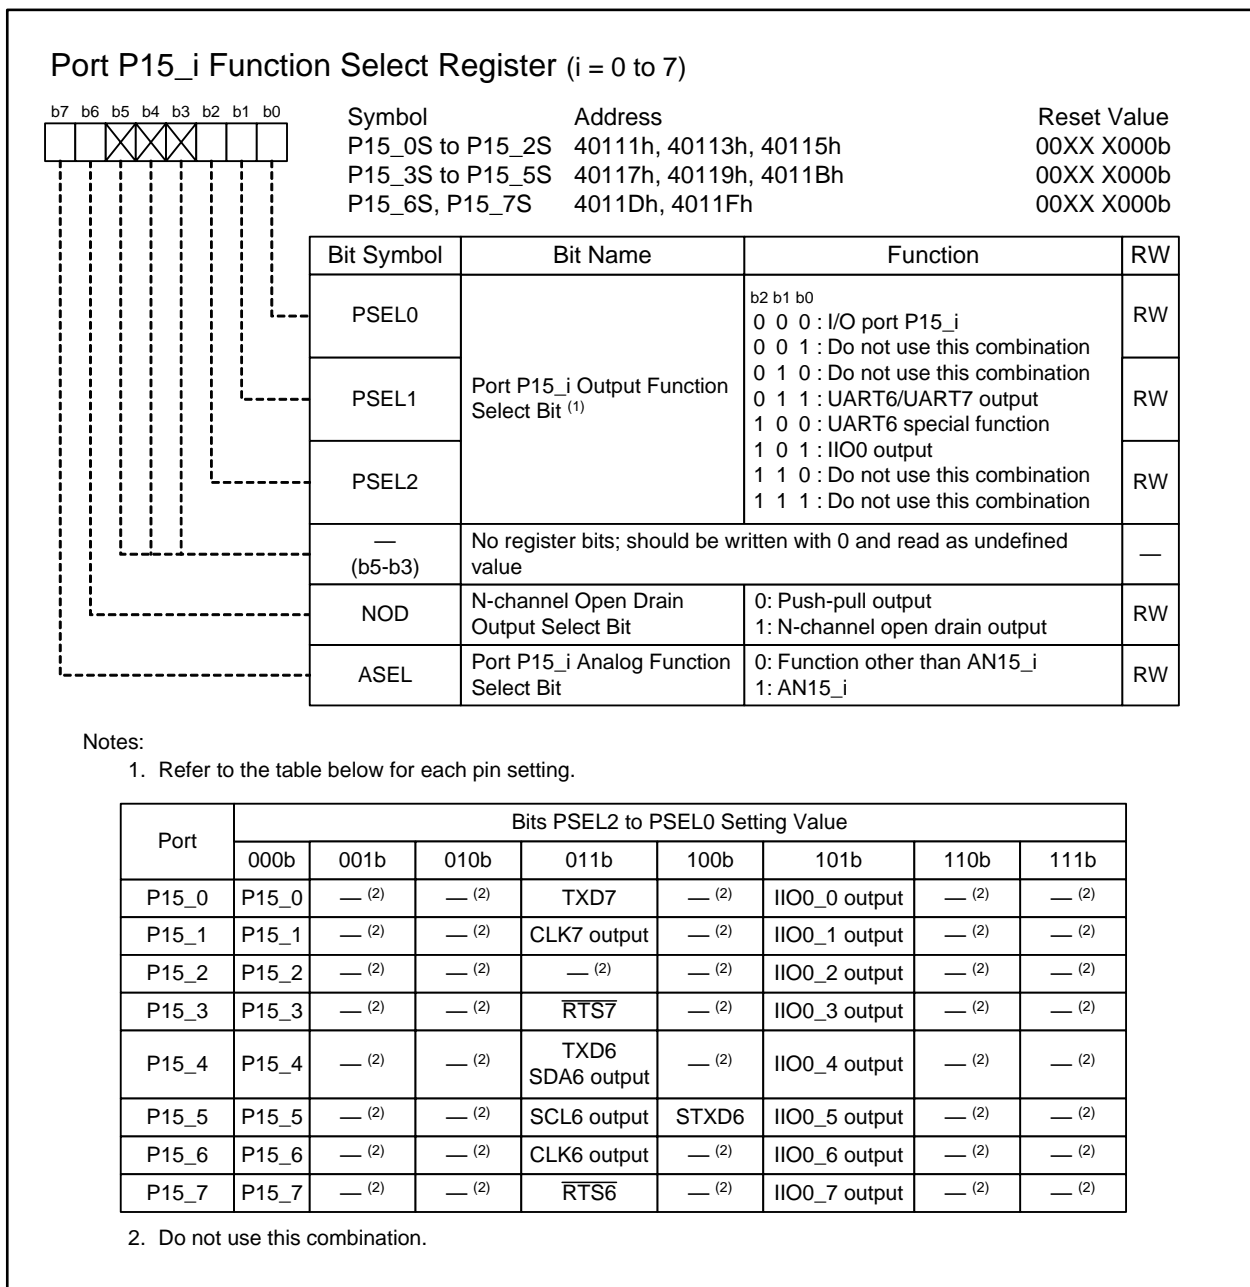 Port P15_i Function Select Register (i = 0 to 7)
b7 b6 b5 b4 b3 b2 b1 b0
Symbol Address Reset Value
P15_0S to P15_2S 40111h, 40113h, 40115h 00XX X000b
P15_3S to P15_5S 40117h, 40119h, 4011Bh 00XX X000b
P15_6S, P15_7S 4011Dh, 4011Fh 00XX X000b
Bit Symbol Bit Name Function RW
PSEL0 RW
PSEL1 RW
PSEL2 RW
Port P15_i Output Function
Select Bit (1)
b2 b1 b0
0 0 0 : I/O port P15_i
0 0 1 : Do not use this combination
0 1 0 : Do not use this combination
0 1 1 : UART6/UART7 output
1 0 0 : UART6 special function
1 0 1 : IIO0 output
1 1 0 : Do not use this combination
1 1 1 : Do not use this combination
— (b5-b3)
No register bits; should be written with 0 and read as undefined
value
—
NOD
N-channel Open Drain
Output Select Bit
0: Push-pull output
1: N-channel open drain output
RW
ASEL
Port P15_i Analog Function
Select Bit
0: Function other than AN15_i
1: AN15_i
RW
Notes:
1. Refer to the table below for each pin setting.
Port Bits PSEL2 to PSEL0 Setting Value
000b 001b 010b 011b 100b 101b 110b 111b
P15_0 P15_0 — (2) — (2) TXD7 — (2) IIO0_0 output — (2) — (2)
P15_1 P15_1 — (2) — (2) CLK7 output — (2) IIO0_1 output — (2) — (2)
P15_2 P15_2 — (2) — (2) — (2) — (2) IIO0_2 output — (2) — (2)
P15_3 P15_3 — (2) — (2) RTS7 — (2) IIO0_3 output — (2) — (2)
P15_4 P15_4 — (2) — (2) TXD6 SDA6 output — (2) IIO0_4 output — (2) — (2)
P15_5 P15_5 — (2) — (2) SCL6 output STXD6 IIO0_5 output — (2) — (2)
P15_6 P15_6 — (2) — (2) CLK6 output — (2) IIO0_6 output — (2) — (2)
P15_7 P15_7 — (2) — (2) RTS6 — (2) IIO0_7 output — (2) — (2)
2. Do not use this combination.